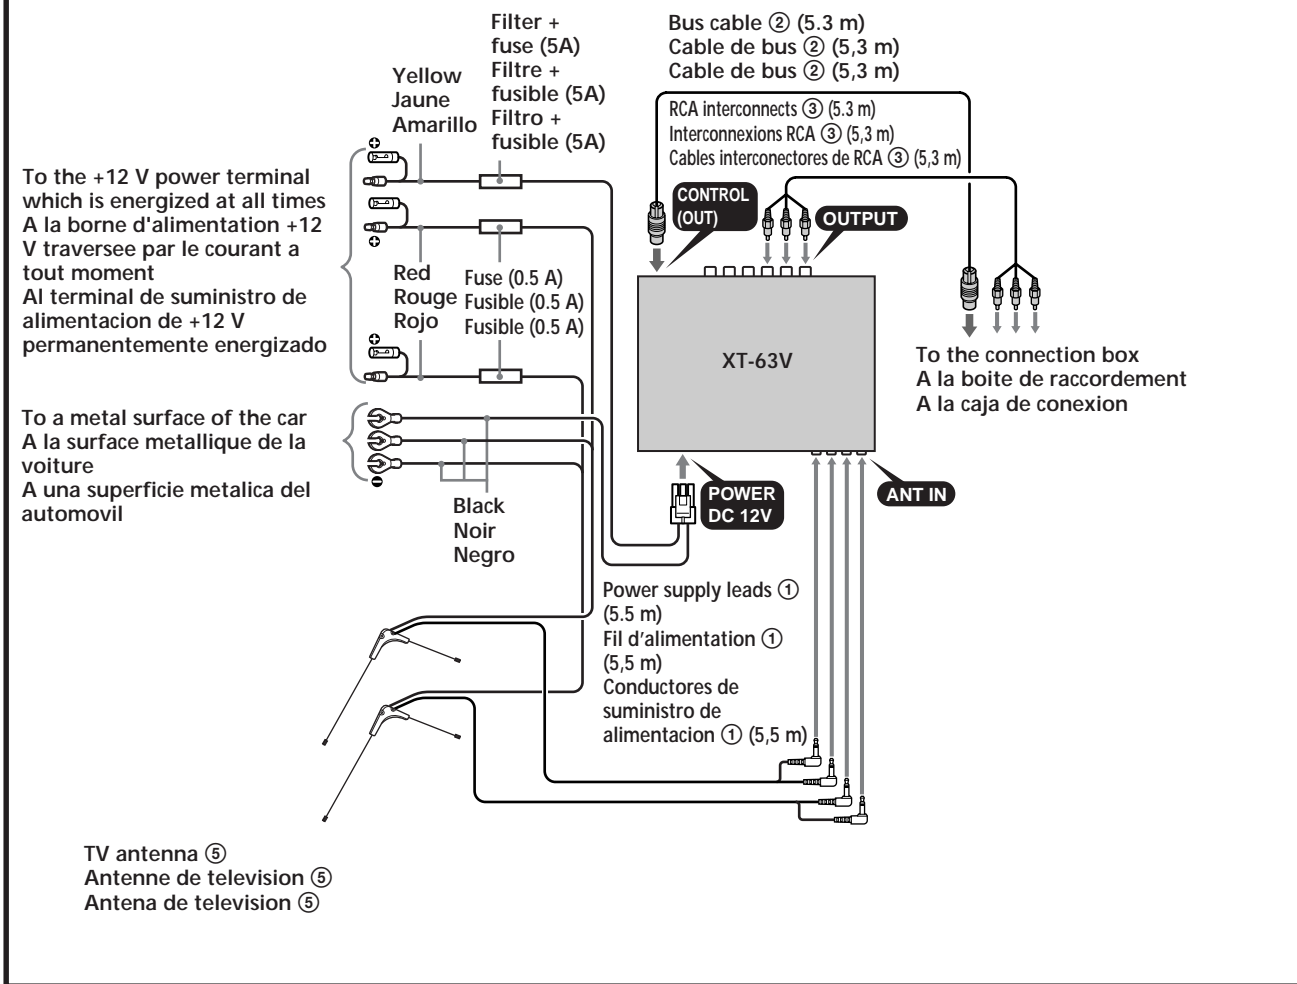 Filter +
fuse (5A)
Filtre +
fusible (5A)
Filtro +
fusible (5A)
Bus cable ② (5.3 m)
Cable de bus ② (5,3 m)
Cable de bus ② (5,3 m)
Yellow
Jaune
Amarillo
RCA interconnects ③ (5.3 m)
Interconnexions RCA ③ (5,3 m)
Cables interconectores de RCA ③ (5,3 m)
To the +12 V power terminal
which is energized at all times
A la borne d'alimentation +12
V traversee par le courant a
tout moment
Al terminal de suministro de
alimentacion de +12 V
permanentemente energizado
CONTROL
(OUT)
OUTPUT
Red
Rouge
Rojo
Fuse (0.5 A)
Fusible (0.5 A)
Fusible (0.5 A)
XT-63V
To the connection box
A la boite de raccordement
A la caja de conexion
To a metal surface of the car
A la surface metallique de la
voiture
A una superficie metalica del
automovil
Black
Noir
Negro
POWER
DC 12V
ANT IN
Power supply leads ①
(5.5 m)
Fil d’alimentation ①
(5,5 m)
Conductores de
suministro de
alimentacion ① (5,5 m)
TV antenna ⑤
Antenne de television ⑤
Antena de television ⑤